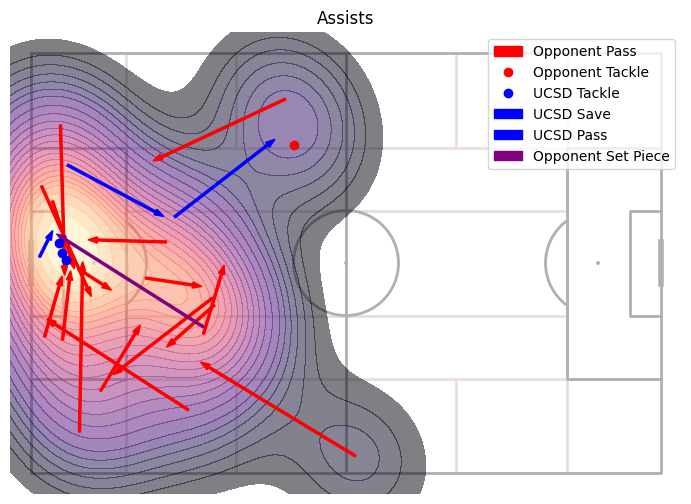 Assists
Opponent Pass
Opponent Tackle
UCSD Tackle
UCSD Save
UCSD Pass
Opponent Set Piece